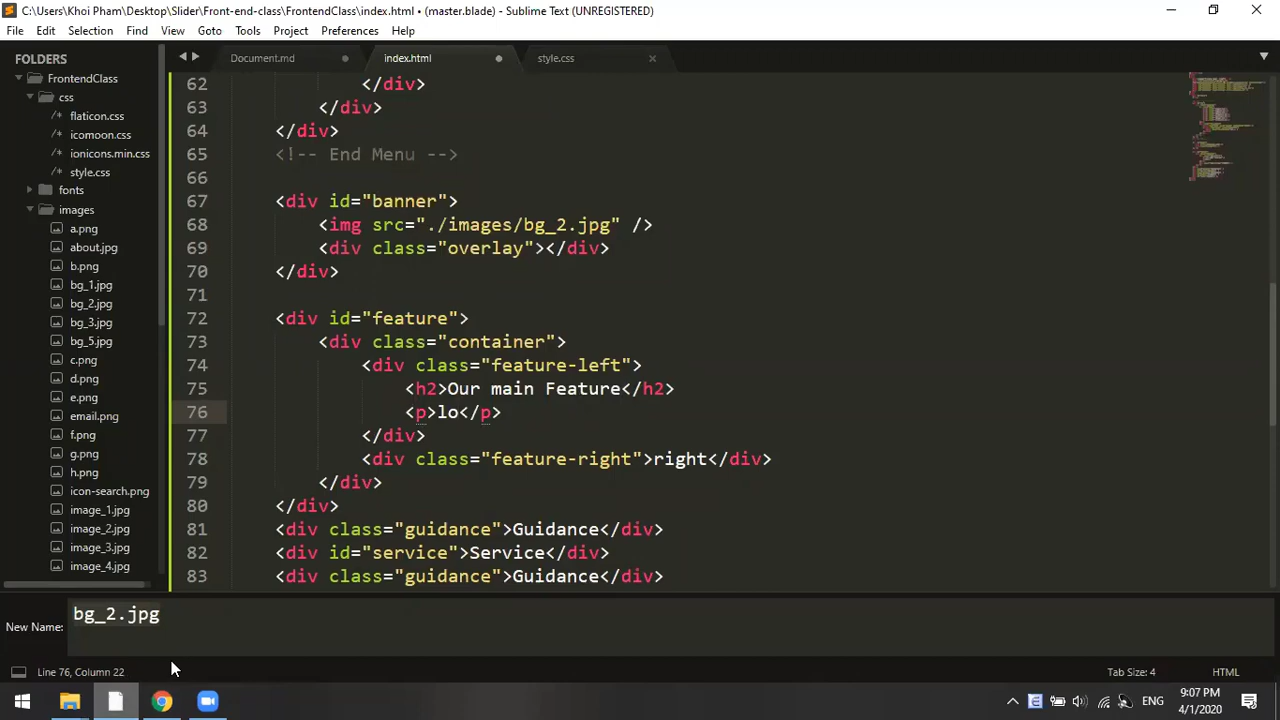 C:\Users\Khoi Pham\Desktop\Slider\Front-end-class\FrontendClass\index.html • (master.blade) - Sublime Text (UNREGISTERED)
File Edit Selection Find View Goto Tools Project Preferences Help
FOLDERS
FrontendClass
css
/* flaticon.css
/* icomoon.css
/* ionicons.min.css
/* style.css
fonts
images
a.png
about.jpg
b.png
bg_1.jpg
bg_2.jpg
bg_3.jpg
bg_5.jpg
c.png
d.png
e.png
email.png
f.png
g.png
h.png
icon-search.png
image_1.jpg
image_2.jpg
image_3.jpg
image_4.jpg
Document.md index.html style.css
62 </div>
63 </div>
64 </div>
65 <!-- End Menu -->
66
67 <div id="banner">
68 <img src="./images/bg_2.jpg" />
69 <div class="overlay"></div>
70 </div>
71
72 <div id="feature">
73 <div class="container">
74 <div class="feature-left">
75 <h2>Our main Feature</h2>
76 <p>lo</p>
77 </div>
78 <div class="feature-right">right</div>
79 </div>
80 </div>
81 <div class="guidance">Guidance</div>
82 <div id="service">Service</div>
83 <div class="guidance">Guidance</div>
New Name: bg_2.jpg
Line 76, Column 22 Tab Size: 4 HTML
ENG 9:07 PM
4/1/2020